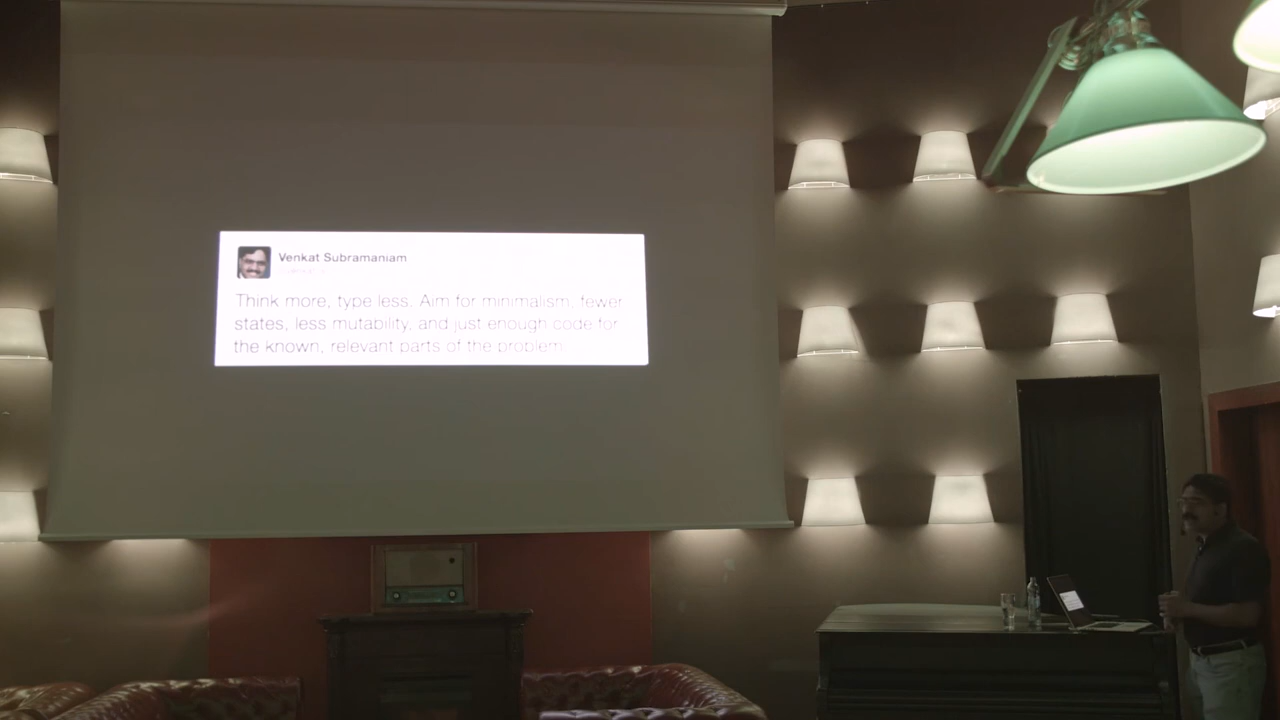 Venkat Subramaniam
Think more, type less. Aim for minimalism, fewer
states, less mutability, and just enough code for
the known, relevant parts of the problem.